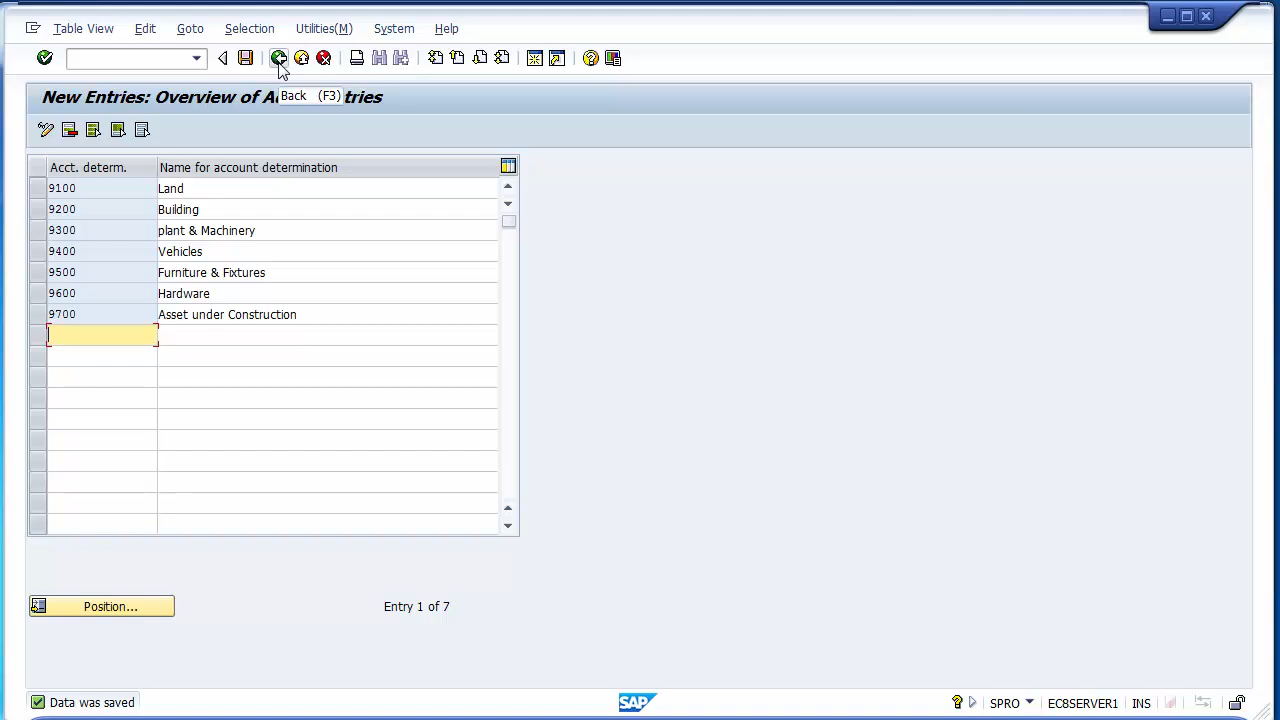 Table View Edit Goto Selection Utilities(M) System Help
New Entries: Overview of A tries
Back (F3)
Acct. determ. Name for account determination
9100 Land
9200 Building
9300 plant & Machinery
9400 Vehicles
9500 Furniture & Fixtures
9600 Hardware
9700 Asset under Construction
Position... Entry 1 of 7
Data was saved SAP SPRO EC8SERVER1 INS